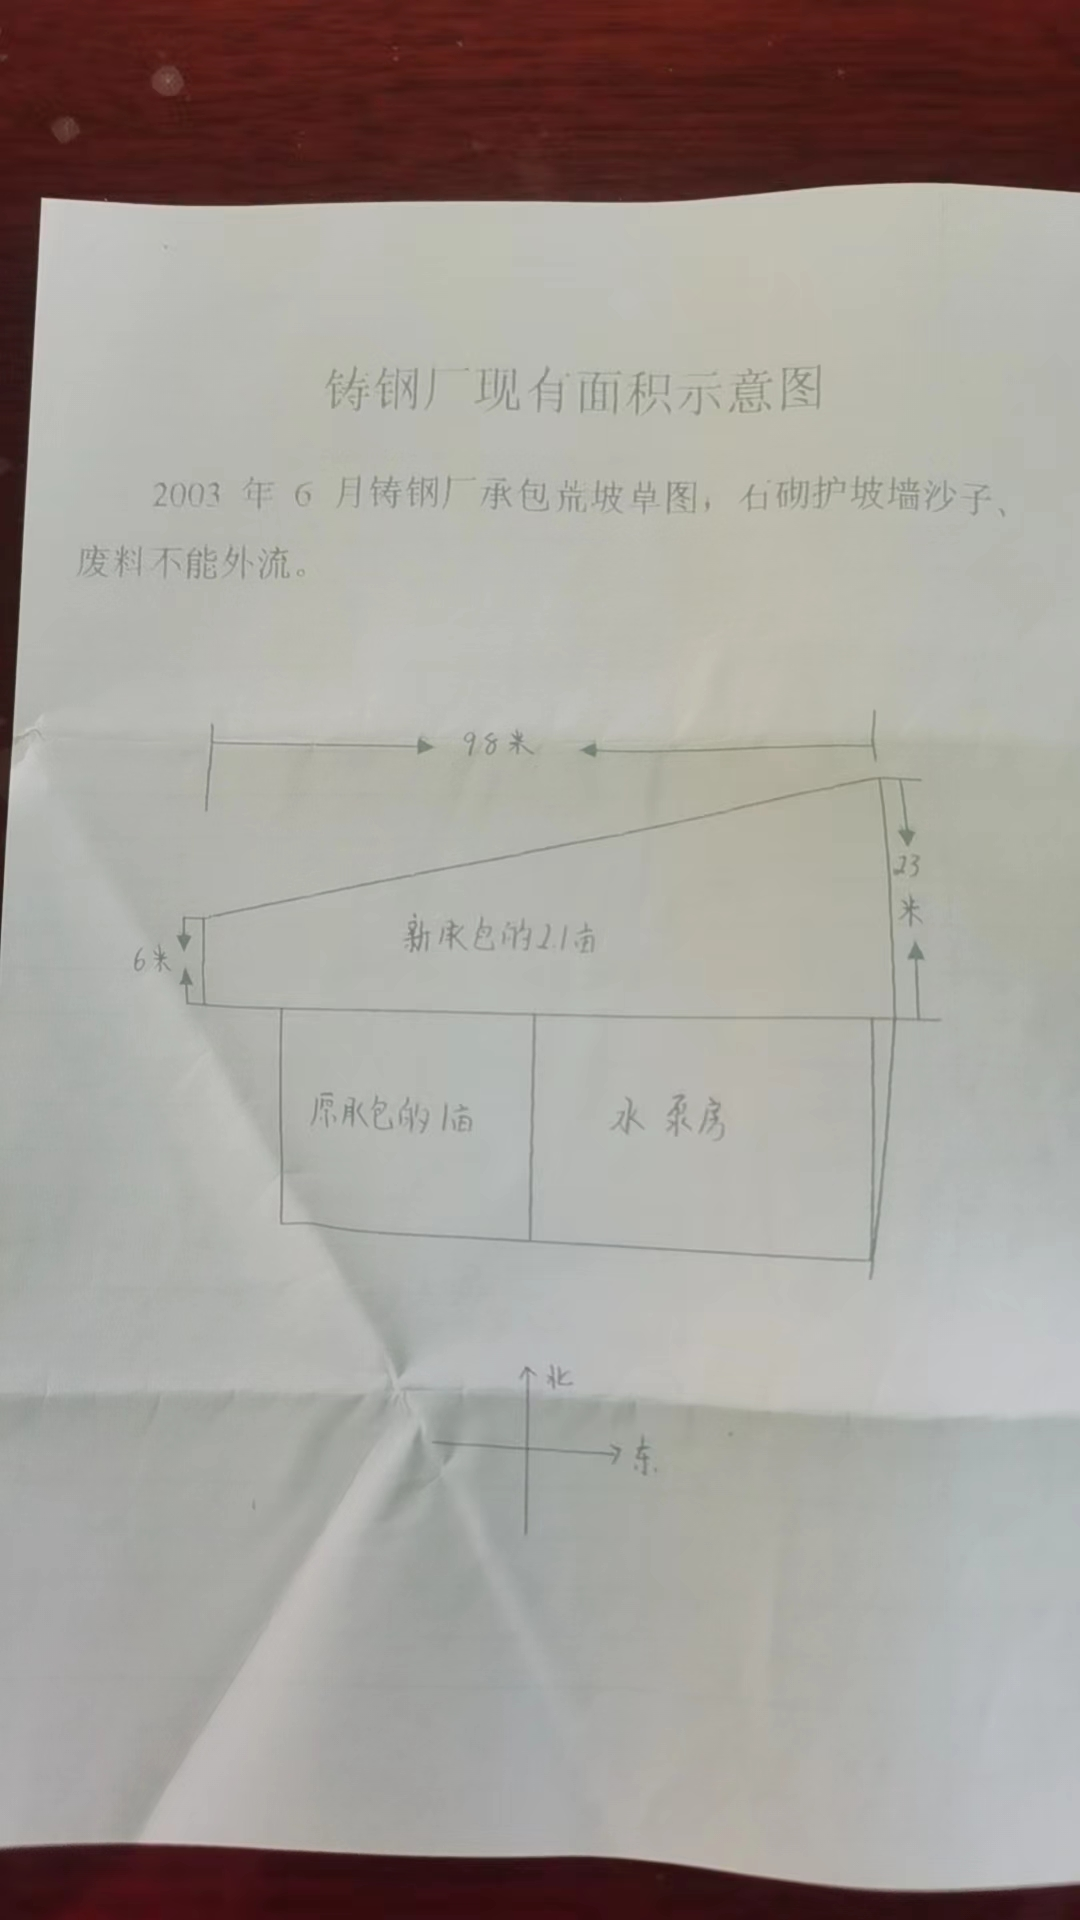 铸钢厂现有面积示意图
2003 年 6 月铸钢厂承包荒坡草图，石砌护坡墙沙子、
废料不能外流。
98米
23
米
新承包的2.1亩
6米
原承包的1亩
水泵房
北
东